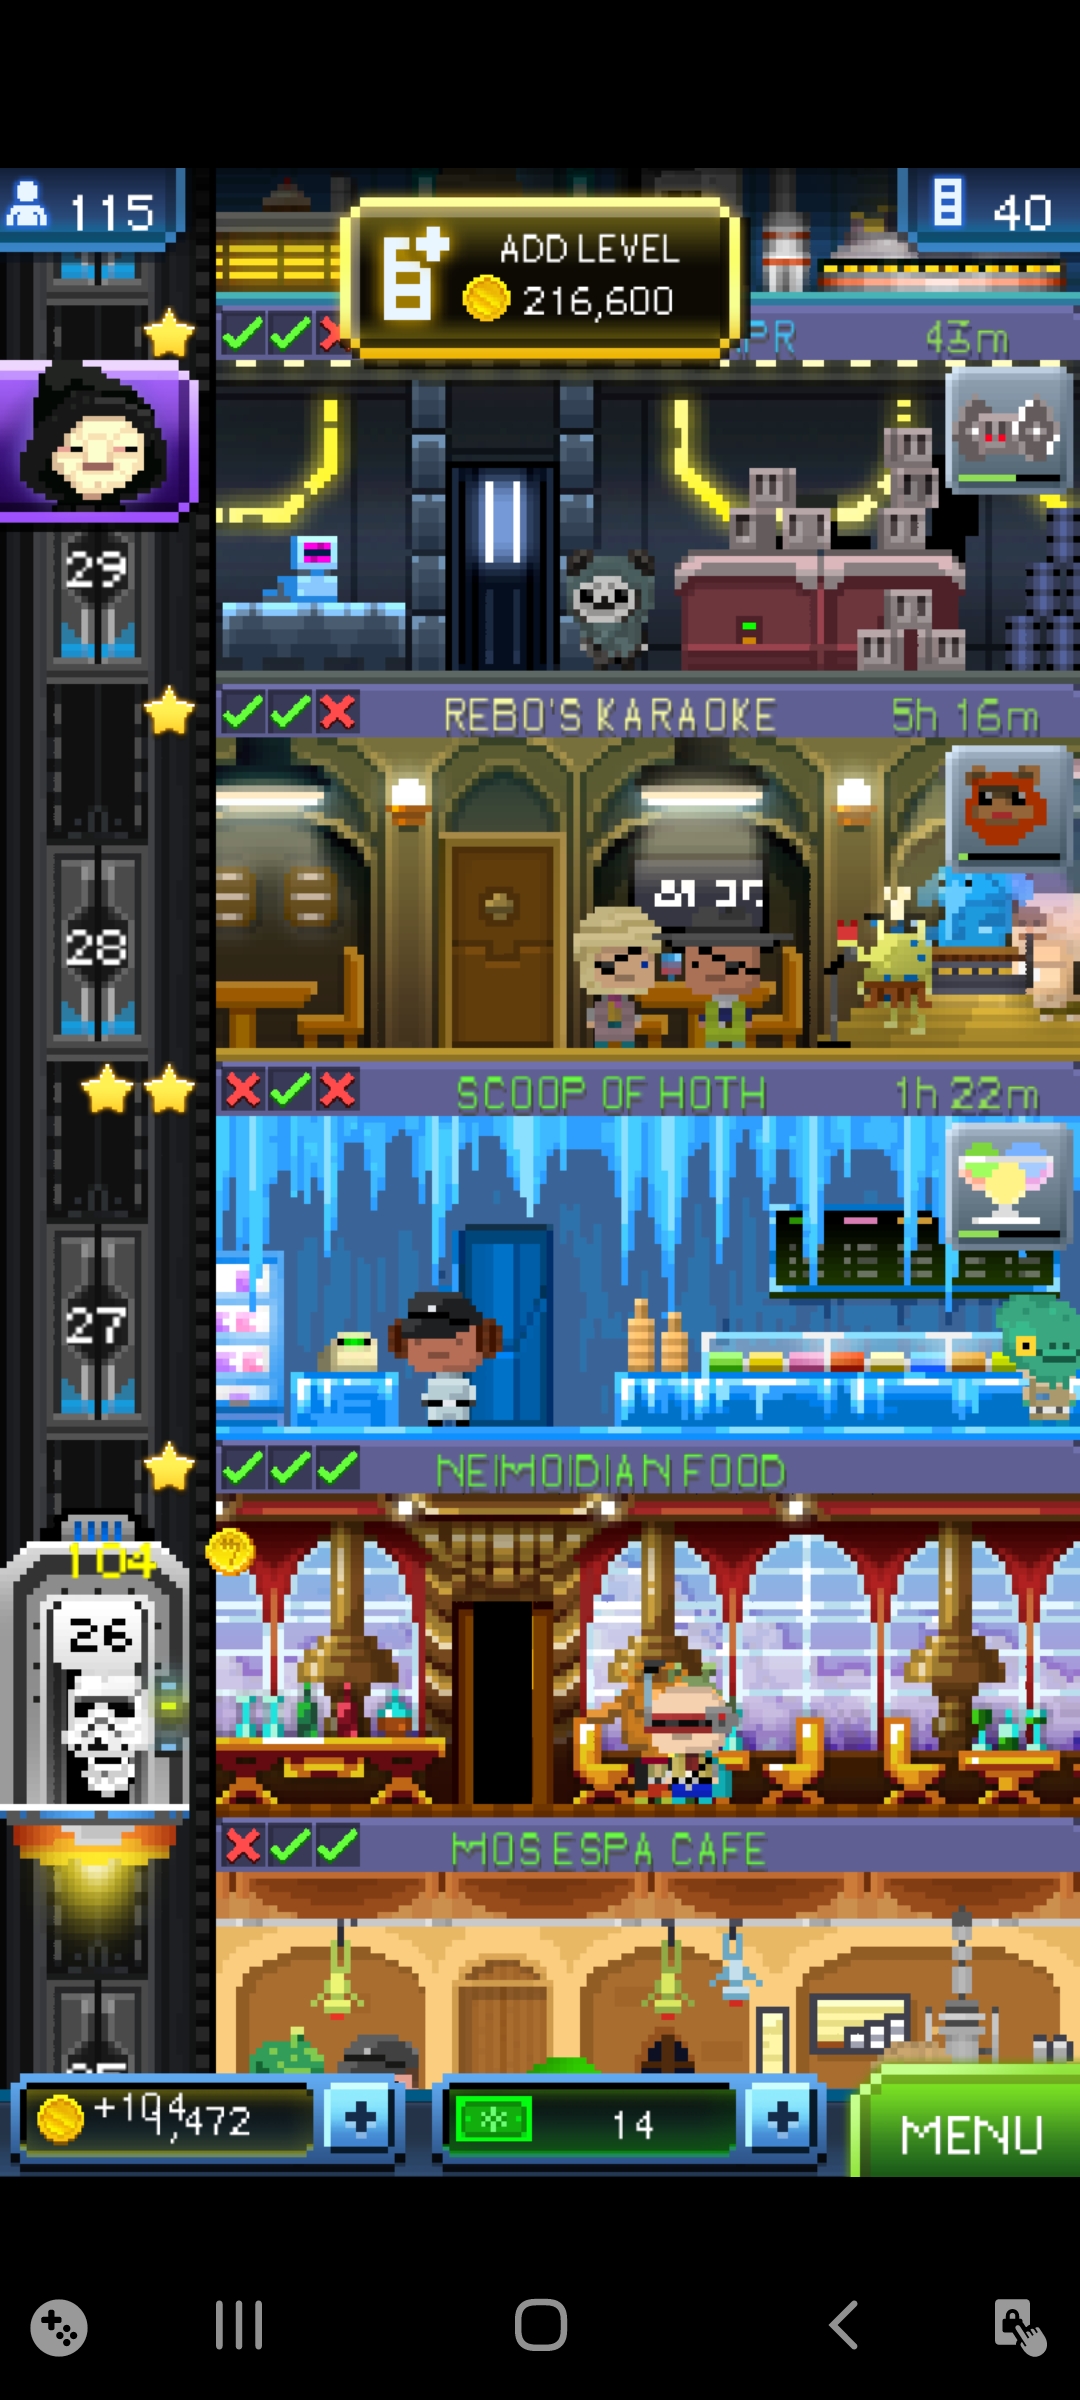 115
ADD LEVEL
40
216,600
PR
43m
29
REBO'S KARAOKE
5h 16m
28
SCOOP OF HOTH
1h 22m
27
NEIMOIDIAN FOOD
104
26
MOS ESPA CAFE
+104
,472
14
MENU